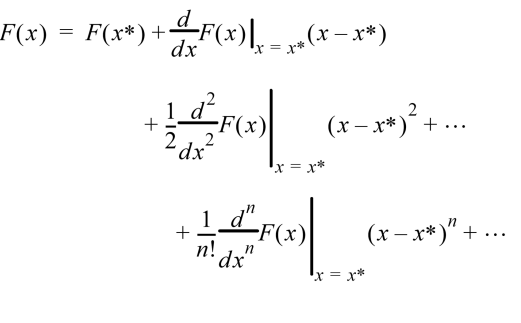 F(x) = F(x*) + d/dx F(x)|ₓ ₌ ₓ* (x – x*)
+ 1/2 d²/dx² F(x)|ₓ ₌ ₓ* (x – x*)² + ⋯
+ 1/n! dⁿ/dxⁿ F(x)|ₓ ₌ ₓ* (x – x*)ⁿ + ⋯